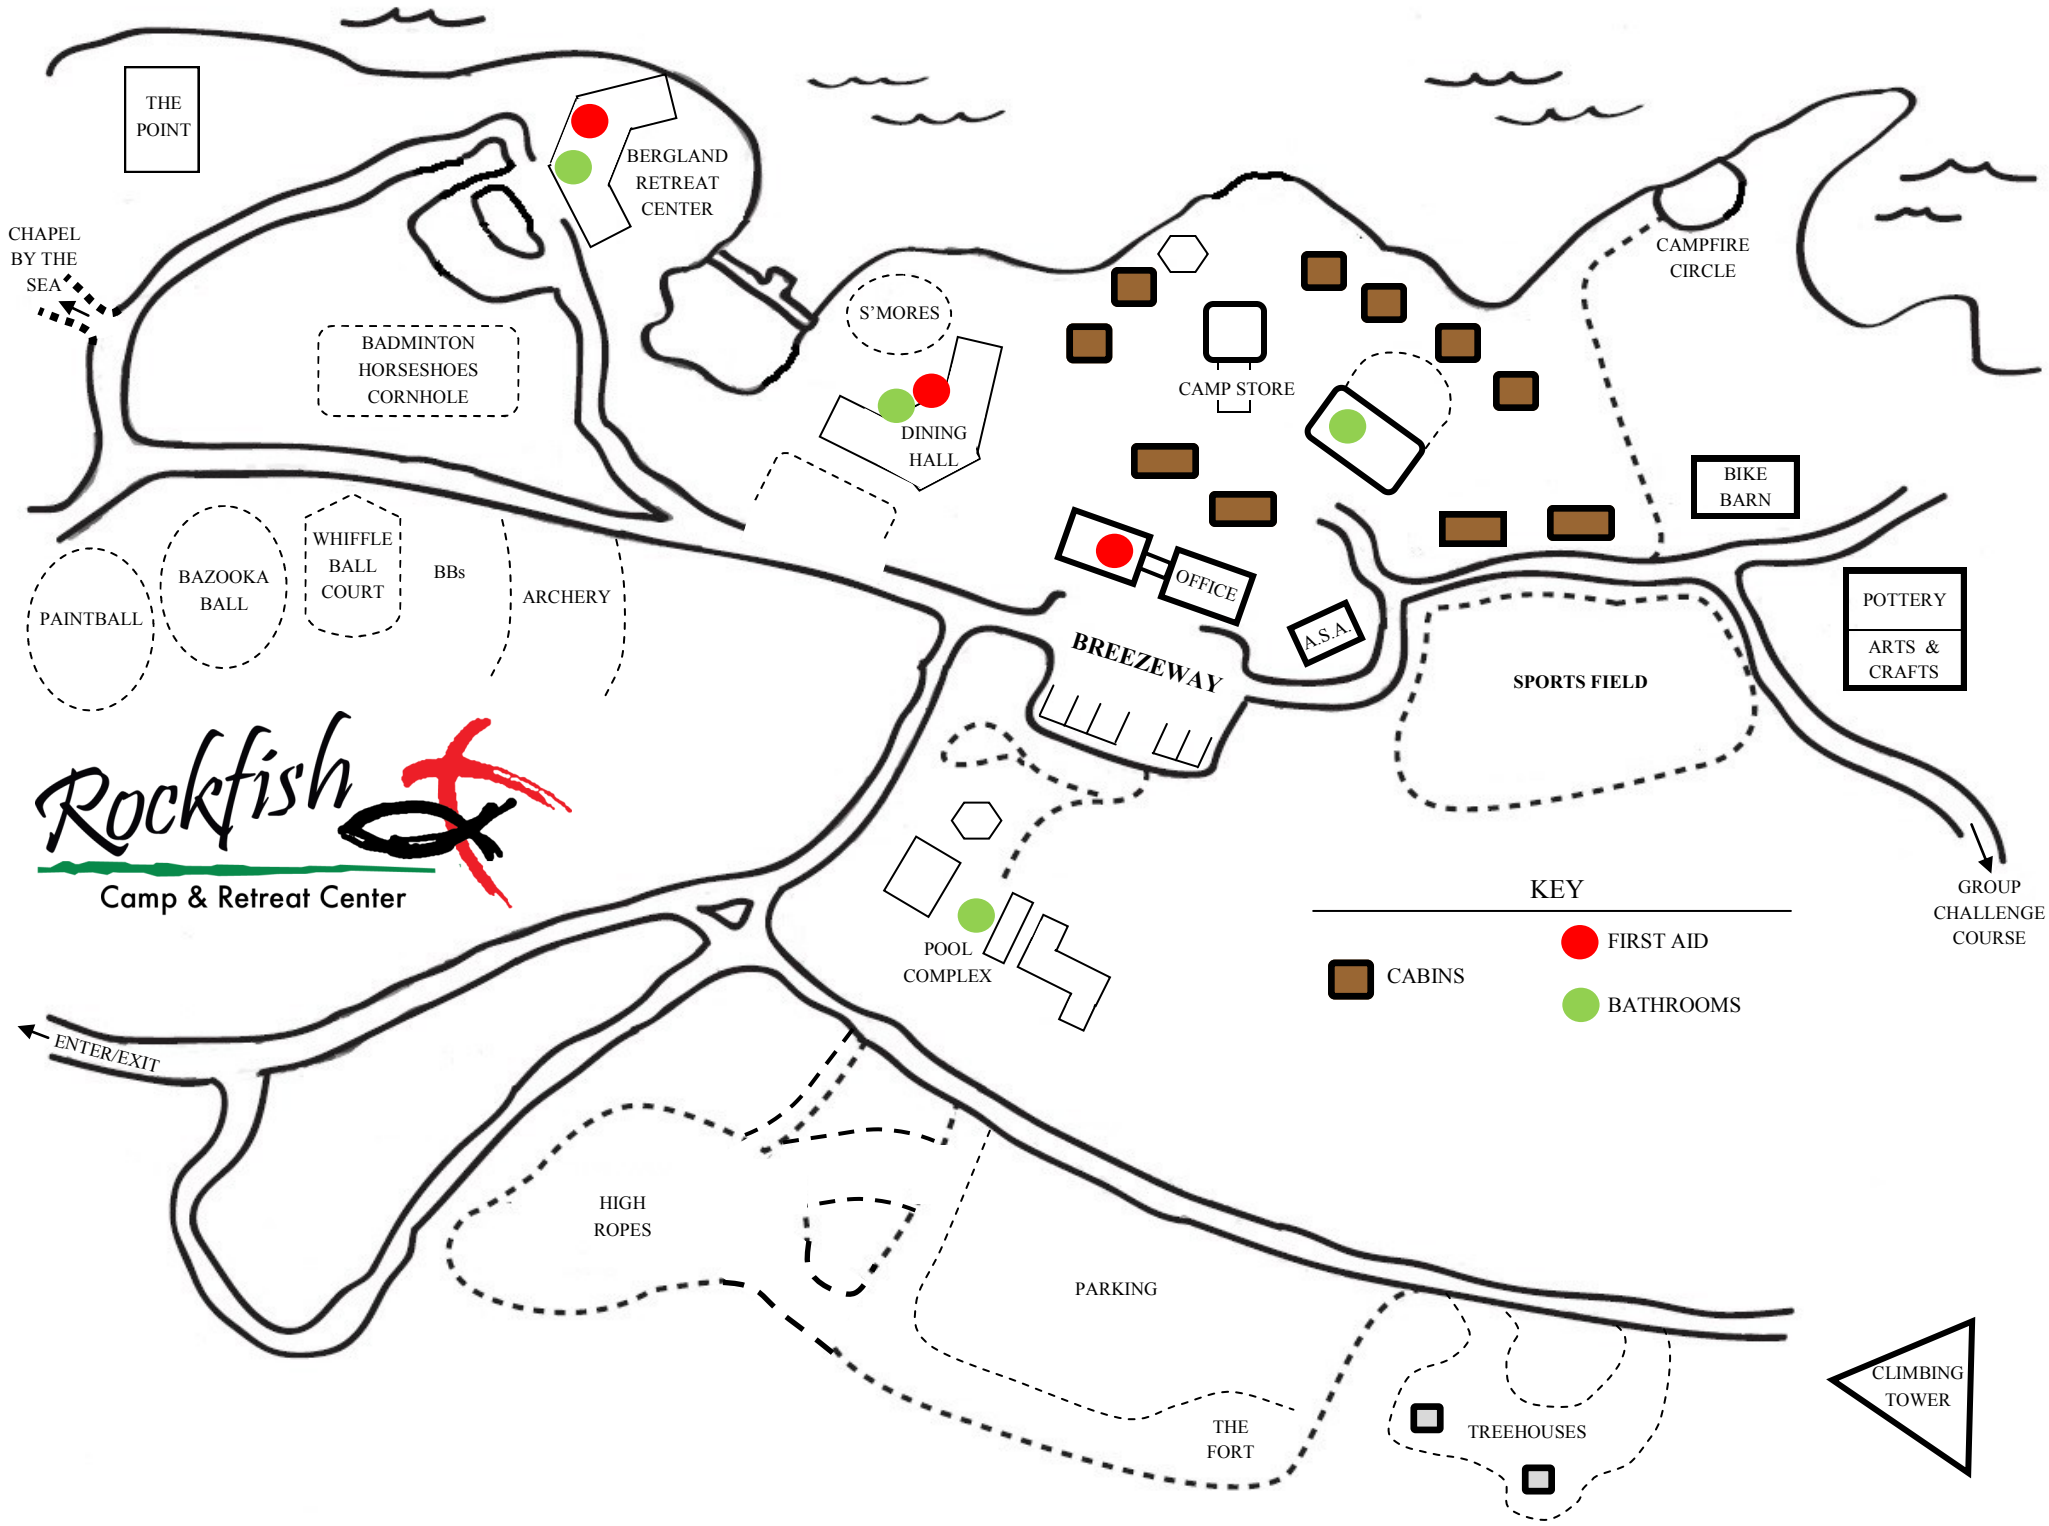 THE
POINT
BERGLAND
RETREAT
CENTER
CHAPEL
BY THE
SEA
CAMPFIRE
CIRCLE
S'MORES
BADMINTON
HORSESHOES
CORNHOLE
CAMP STORE
DINING
HALL
BIKE
BARN
WHIFFLE
BALL
COURT
BBs
BAZOOKA
BALL
ARCHERY
PAINTBALL
OFFICE
A.S.A.
BREEZEWAY
POTTERY
ARTS &
CRAFTS
SPORTS FIELD
Rockfish
Camp & Retreat Center
KEY
FIRST AID
CABINS
BATHROOMS
GROUP
CHALLENGE
COURSE
POOL
COMPLEX
ENTER/EXIT
HIGH
ROPES
PARKING
THE
FORT
TREEHOUSES
CLIMBING
TOWER